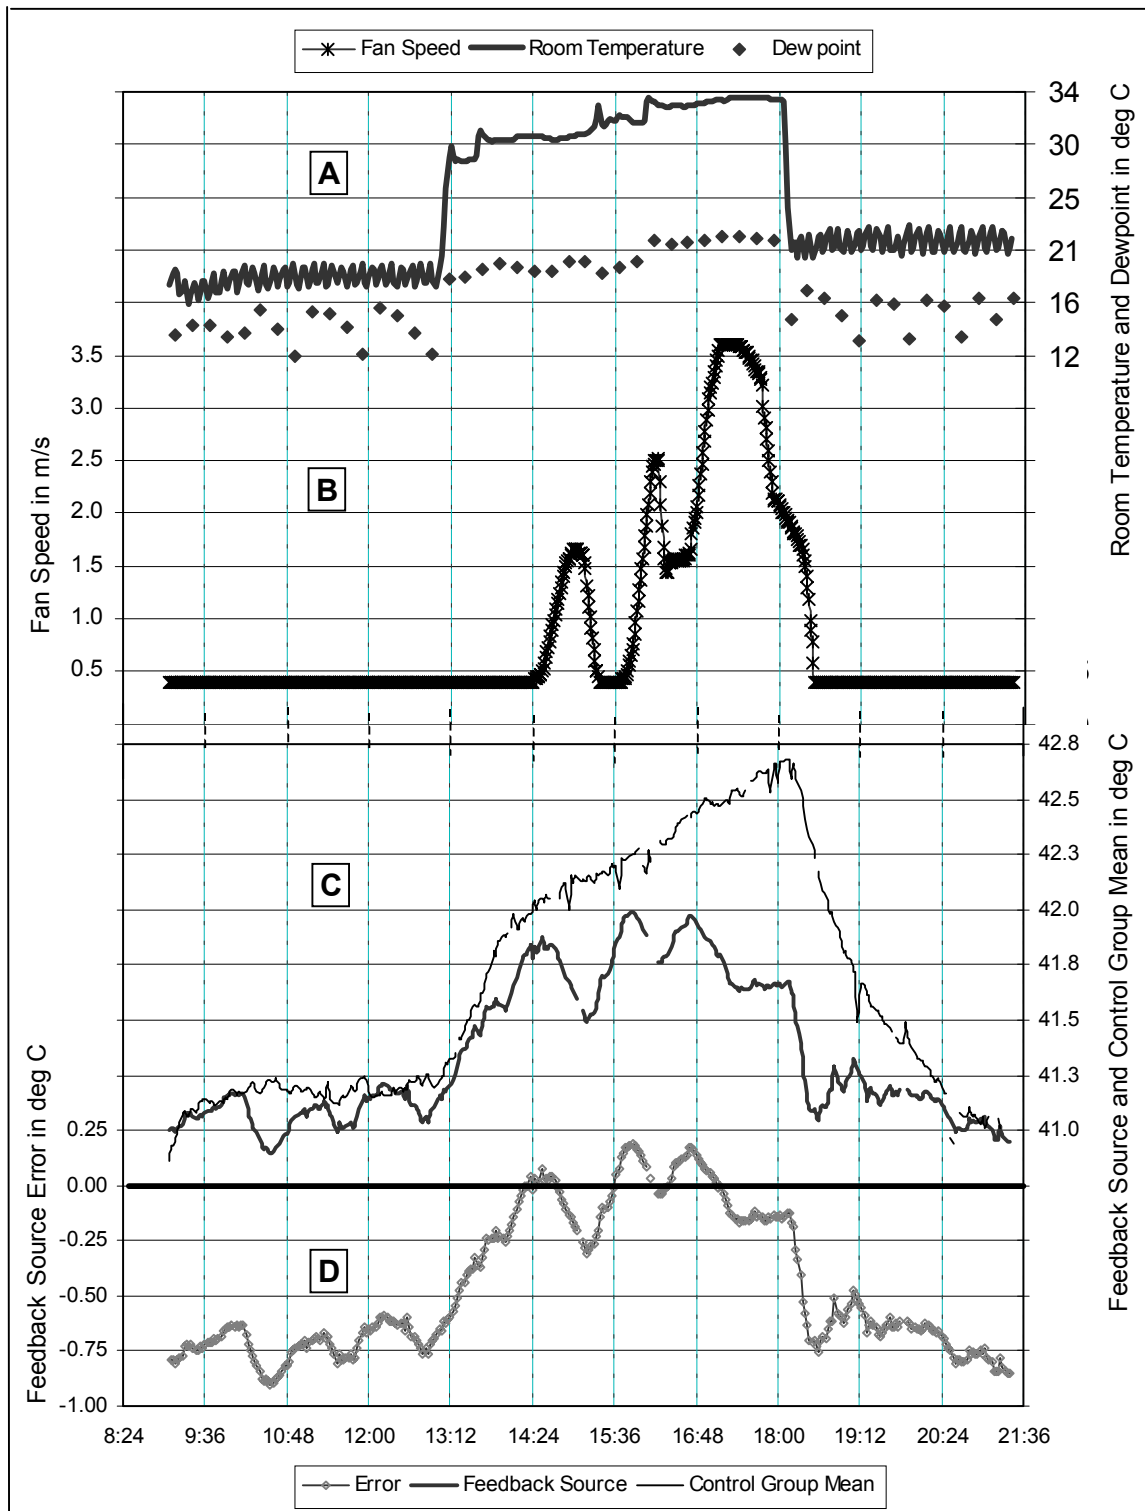 Fan Speed Room Temperature Dew point
34
30
25
21
16
12
Room Temperature and Dewpoint in deg C
A
3.5
3.0
2.5
2.0
1.5
1.0
0.5
Fan Speed in m/s
B
42.8
42.5
42.3
42.0
41.8
41.5
41.3
41.0
Feedback Source and Control Group Mean in deg C
C
0.25
0.00
-0.25
-0.50
-0.75
-1.00
Feedback Source Error in deg C
D
8:24 9:36 10:48 12:00 13:12 14:24 15:36 16:48 18:00 19:12 20:24 21:36
Error Feedback Source Control Group Mean